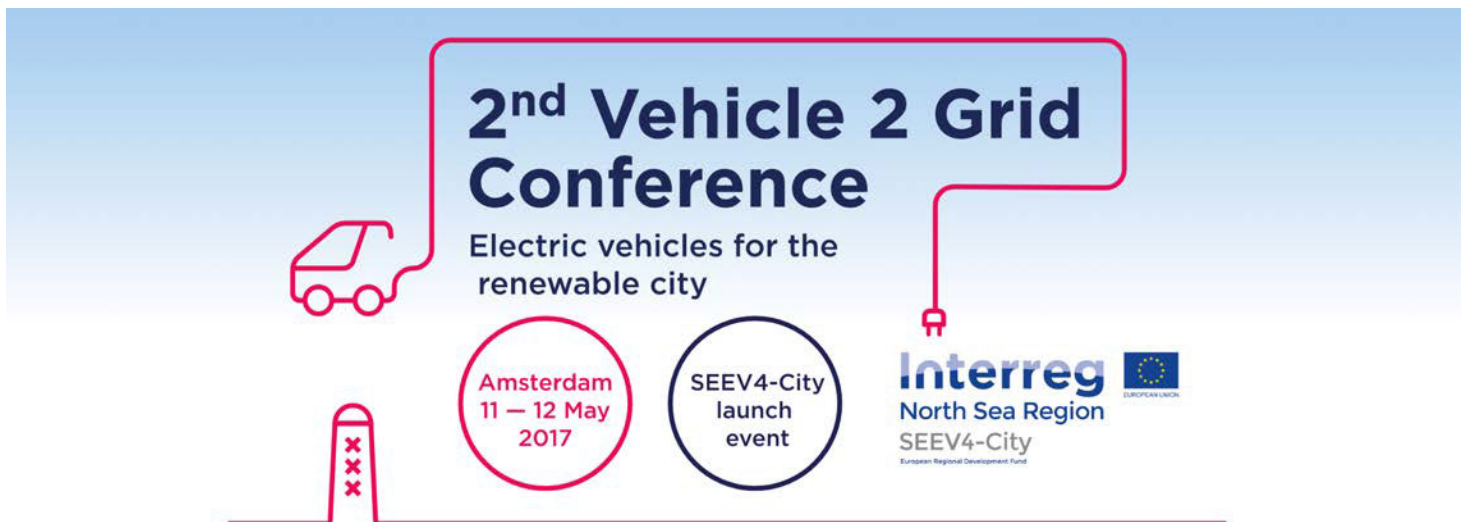 2nd Vehicle 2 Grid
Conference
Electric vehicles for the
renewable city
Amsterdam
11 — 12 May
2017
SEEV4-City
launch
event
Interreg
EUROPEAN UNION
North Sea Region
SEEV4-City
European Regional Development Fund